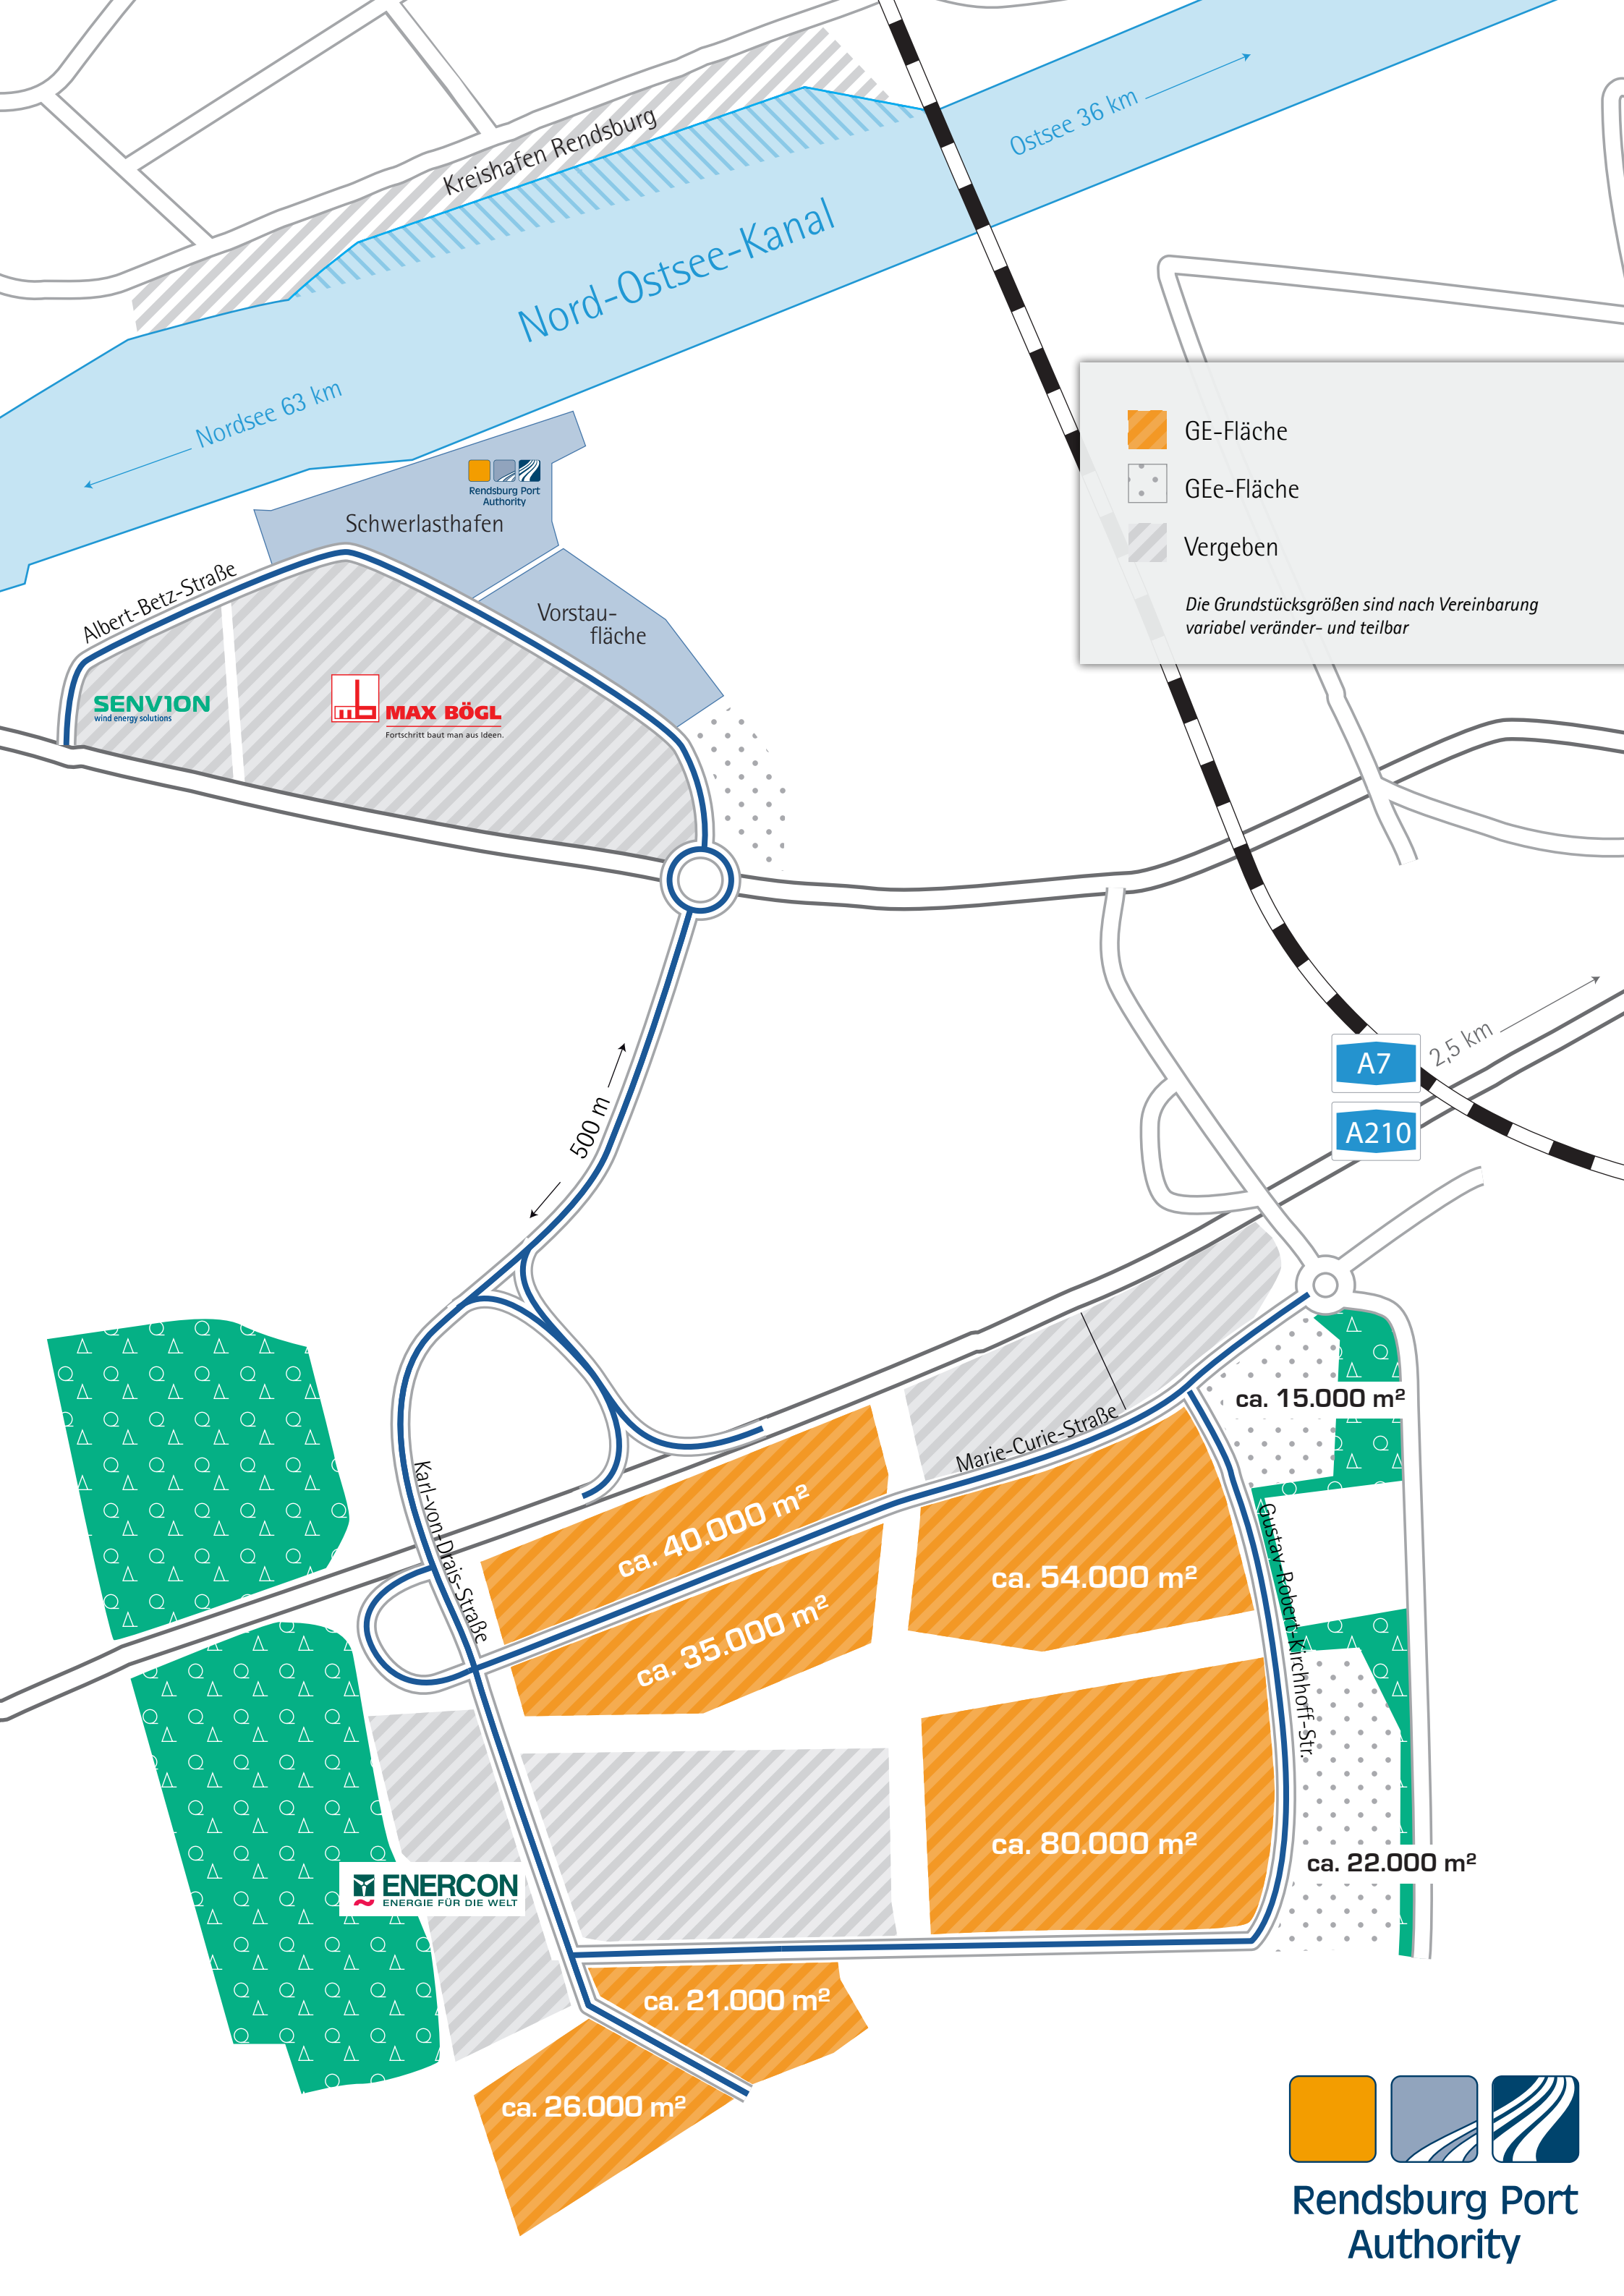 Kreishafen Rendsburg
Ostsee 36 km
Nord-Ostsee-Kanal
Nordsee 63 km
GE-Fläche
GEe-Fläche
Vergeben
Die Grundstücksgrößen sind nach Vereinbarung
variabel veränder- und teilbar
Rendsburg Port
Authority
Schwerlasthafen
Albert-Betz-Straße
Vorstau-
fläche
SENVION
wind energy solutions
MAX BÖGL
Fortschritt baut man aus Ideen.
500 m
A7
2,5 km
A210
ca. 15.000 m²
Marie-Curie-Straße
Karl-von-Drais-Straße
ca. 40.000 m²
ca. 54.000 m²
Gustav-Robert-Kirchhoff-Str.
ca. 35.000 m²
ca. 80.000 m²
ca. 22.000 m²
ENERCON
ENERGIE FÜR DIE WELT
ca. 21.000 m²
ca. 26.000 m²
Rendsburg Port
Authority